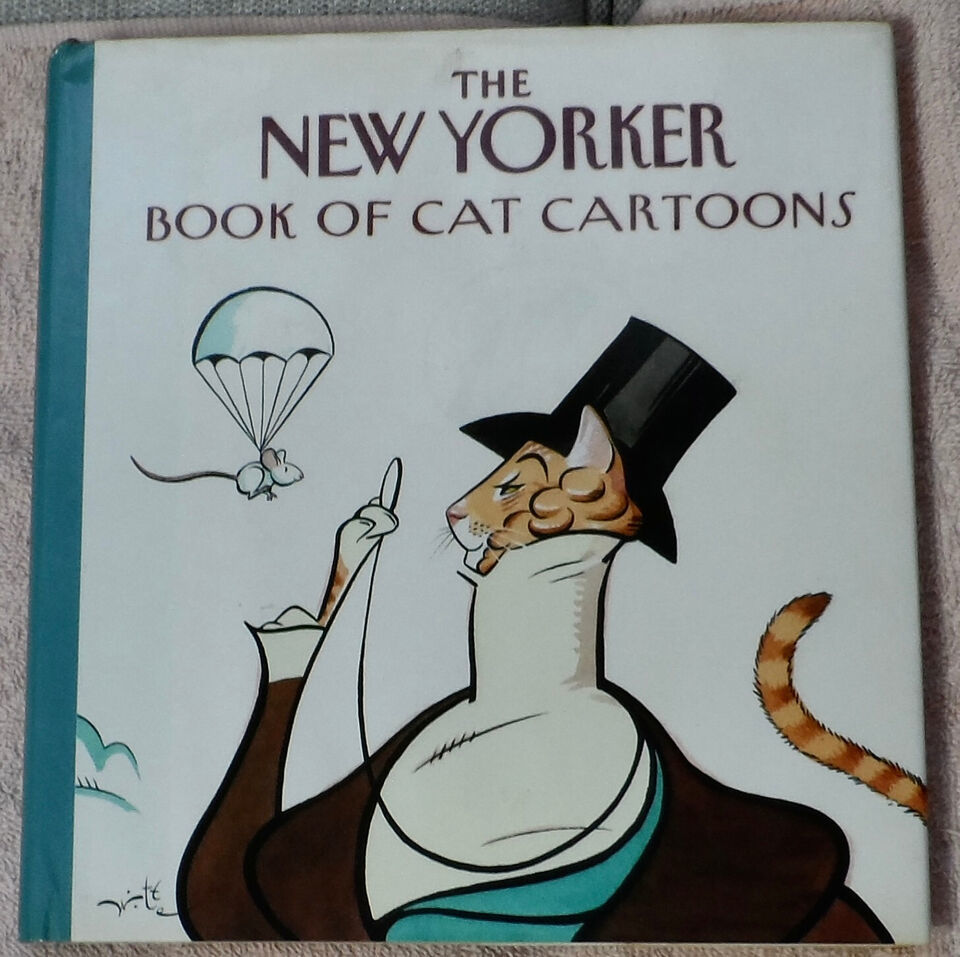 THE
NEW YORKER
BOOK OF CAT CARTOONS